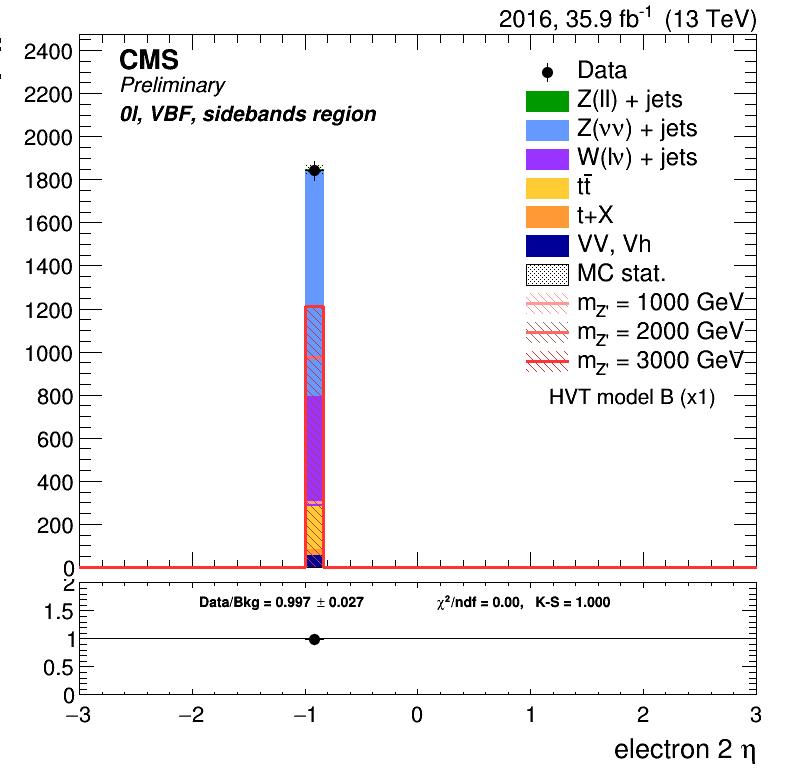 2016, 35.9 fb⁻¹ (13 TeV)
CMS
Preliminary
0l, VBF, sidebands region
Data
Z(ll) + jets
Z(νν) + jets
W(lν) + jets
tt̄
t+X
VV, Vh
MC stat.
m_Z' = 1000 GeV
m_Z' = 2000 GeV
m_Z' = 3000 GeV
HVT model B (x1)
2400
2200
2000
1800
1600
1400
1200
1000
800
600
400
200
0
2
1.5
1
0.5
0
Data/Bkg = 0.997 ± 0.027
χ²/ndf = 0.00, K-S = 1.000
−3 −2 −1 0 1 2 3
electron 2 η